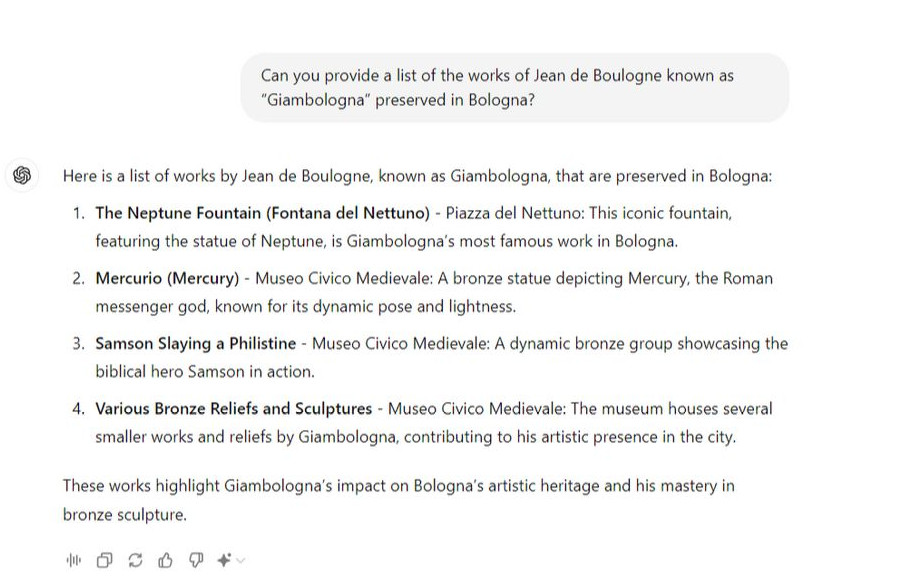 Can you provide a list of the works of Jean de Boulogne known as
"Giambologna" preserved in Bologna?
Here is a list of works by Jean de Boulogne, known as Giambologna, that are preserved in Bologna:
1. The Neptune Fountain (Fontana del Nettuno) - Piazza del Nettuno: This iconic fountain,
featuring the statue of Neptune, is Giambologna's most famous work in Bologna.
2. Mercurio (Mercury) - Museo Civico Medievale: A bronze statue depicting Mercury, the Roman
messenger god, known for its dynamic pose and lightness.
3. Samson Slaying a Philistine - Museo Civico Medievale: A dynamic bronze group showcasing the
biblical hero Samson in action.
4. Various Bronze Reliefs and Sculptures - Museo Civico Medievale: The museum houses several
smaller works and reliefs by Giambologna, contributing to his artistic presence in the city.
These works highlight Giambologna's impact on Bologna's artistic heritage and his mastery in
bronze sculpture.